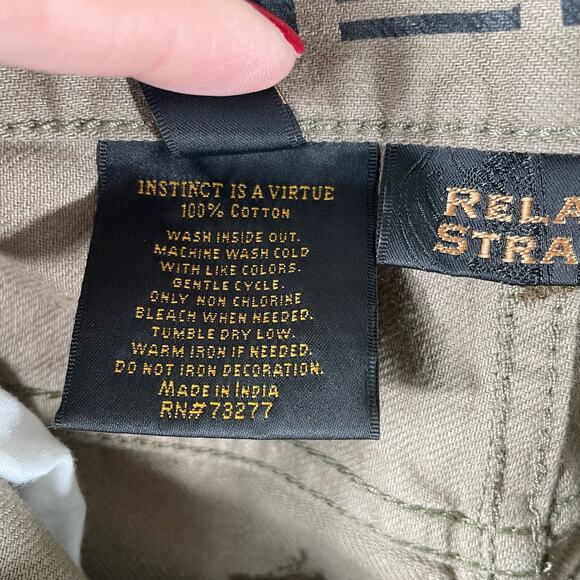 INSTINCT IS A VIRTUE
100% COTTON
WASH INSIDE OUT.
MACHINE WASH COLD
WITH LIKE COLORS.
GENTLE CYCLE.
ONLY NON CHLORINE
BLEACH WHEN NEEDED.
TUMBLE DRY LOW.
WARM IRON IF NEEDED.
DO NOT IRON DECORATION.
MADE IN INDIA
RN# 73277
RELA
STRA